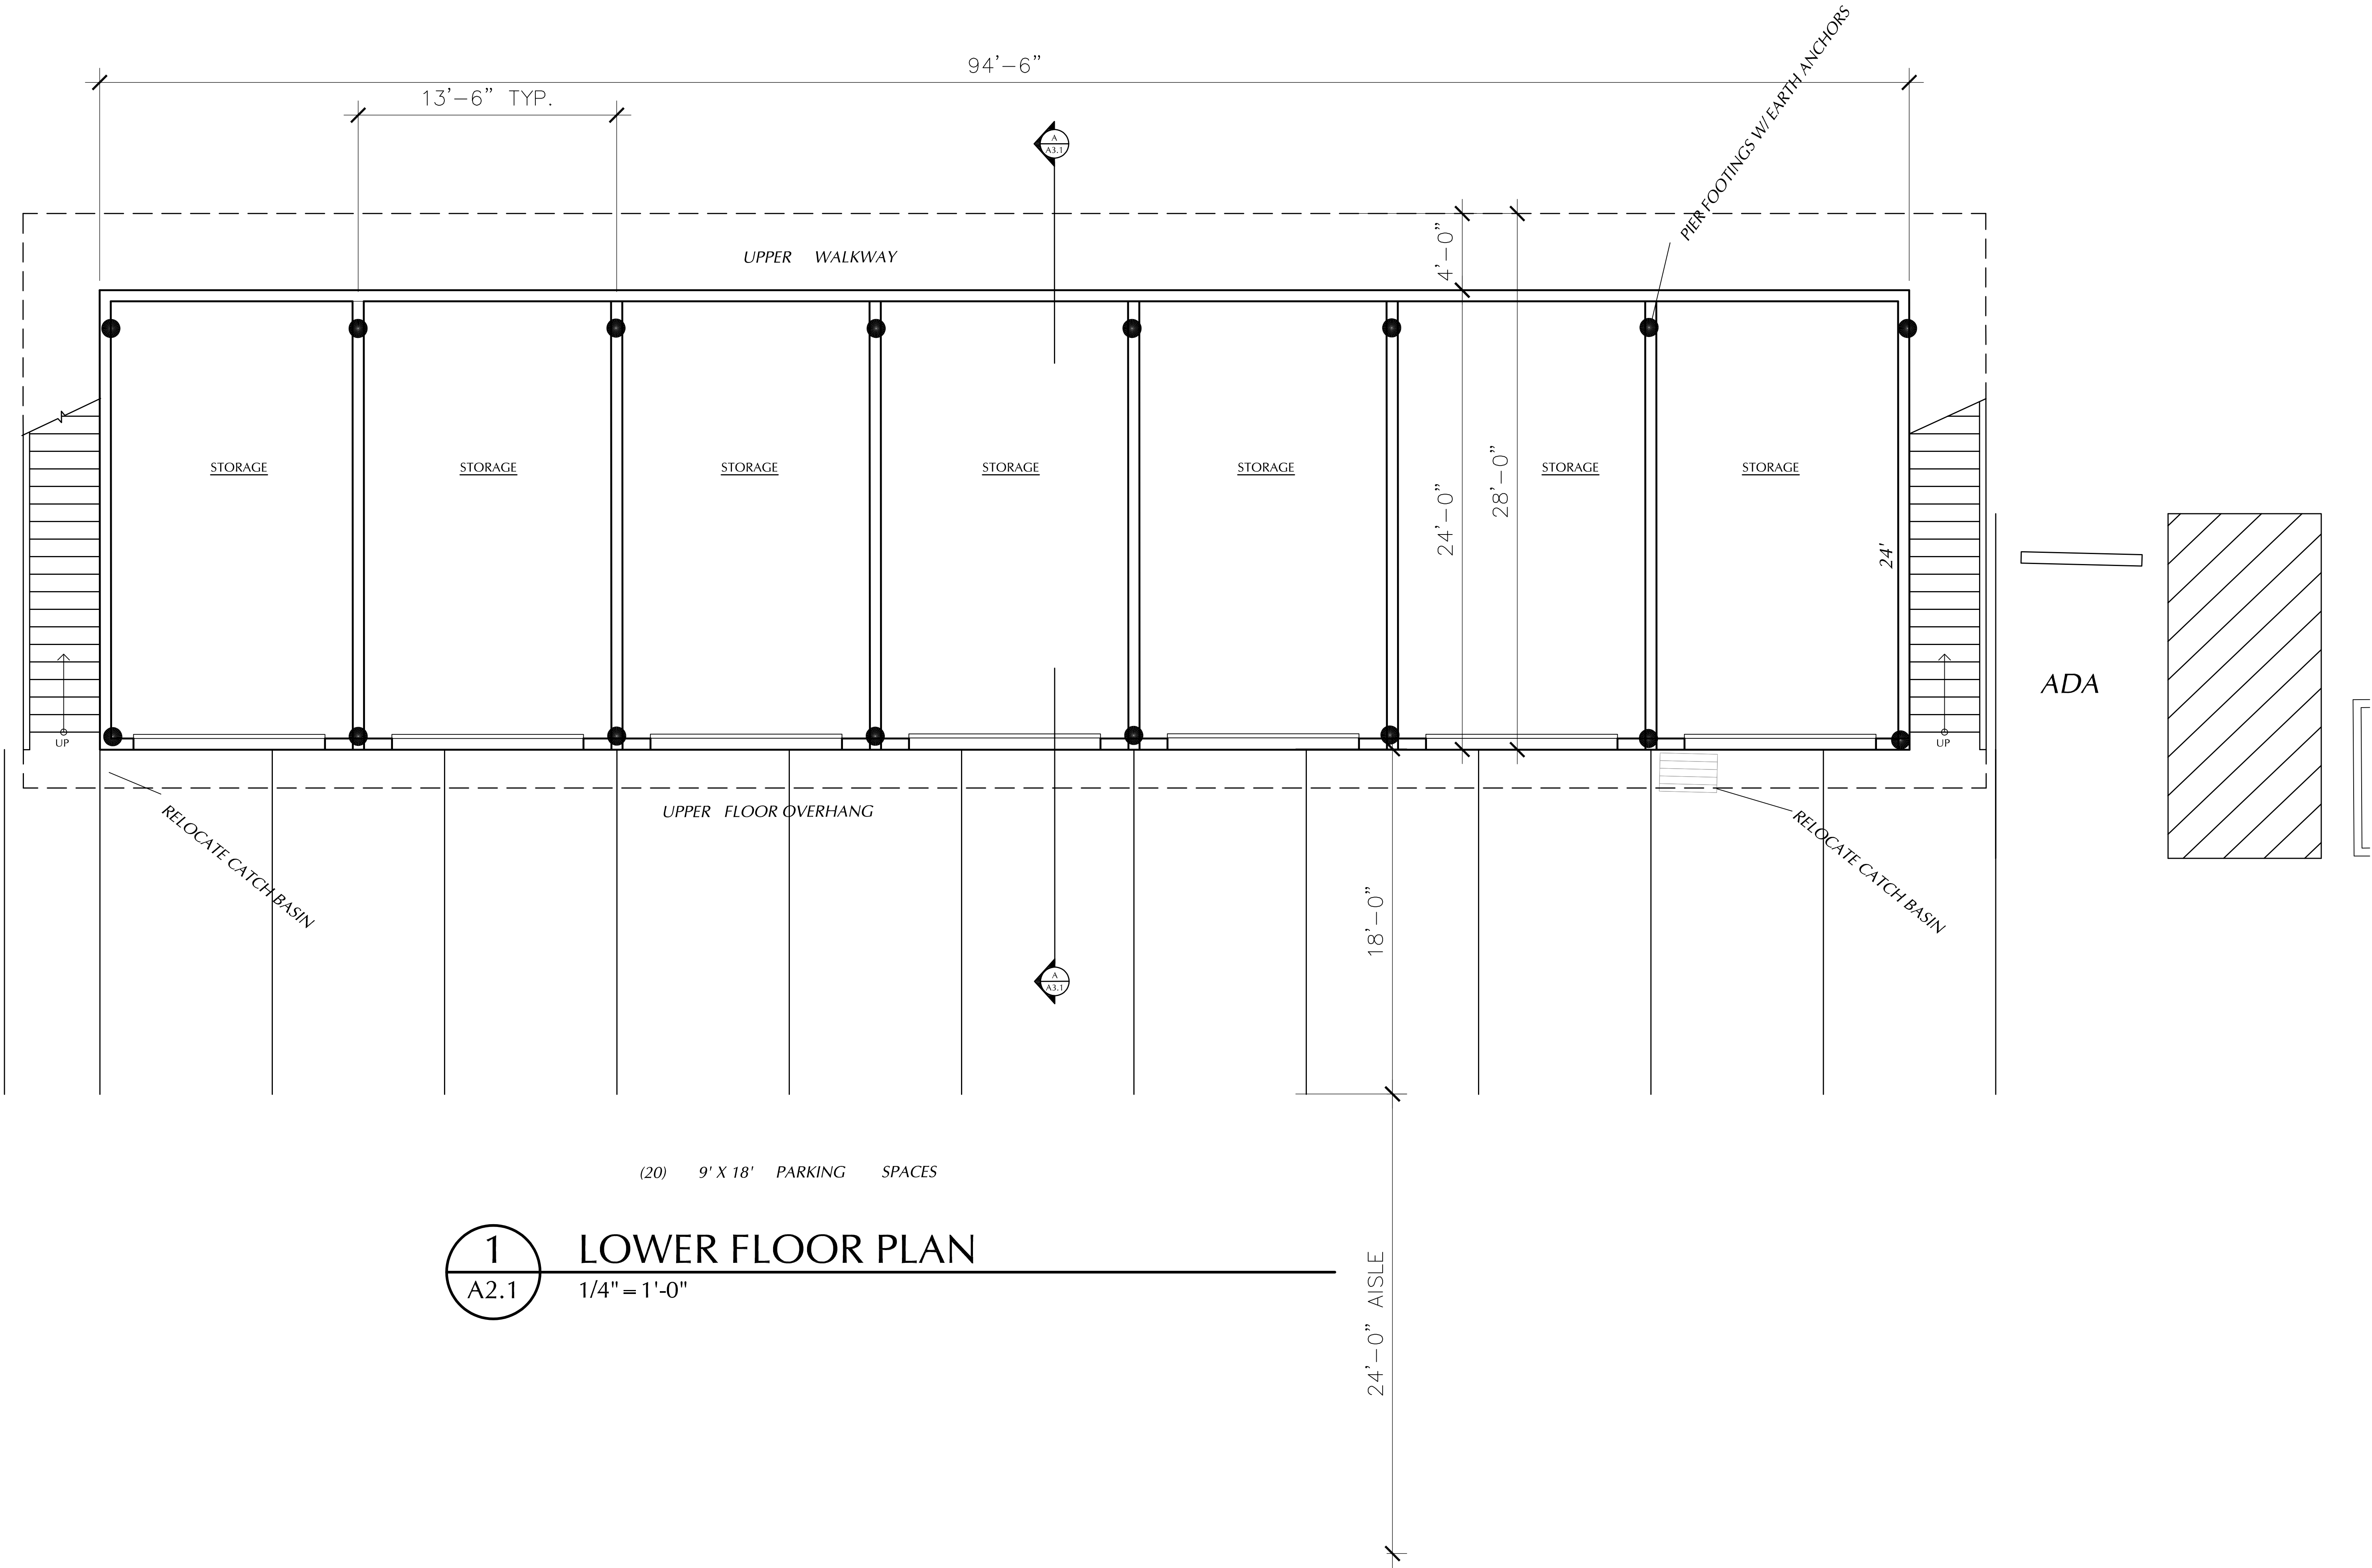 94’–6”
13’–6” TYP.
A
A3.1
PIER FOOTINGS W/ EARTH ANCHORS
UPPER WALKWAY
4’–0”
STORAGE
STORAGE
STORAGE
STORAGE
STORAGE
STORAGE
STORAGE
24’–0”
28’–0”
24'
ADA
UP
UP
RELOCATE CATCH BASIN
UPPER FLOOR OVERHANG
RELOCATE CATCH BASIN
18’–0”
A
A3.1
(20) 9' X 18' PARKING SPACES
1
A2.1
LOWER FLOOR PLAN
1/4" = 1'-0"
24’–0” AISLE